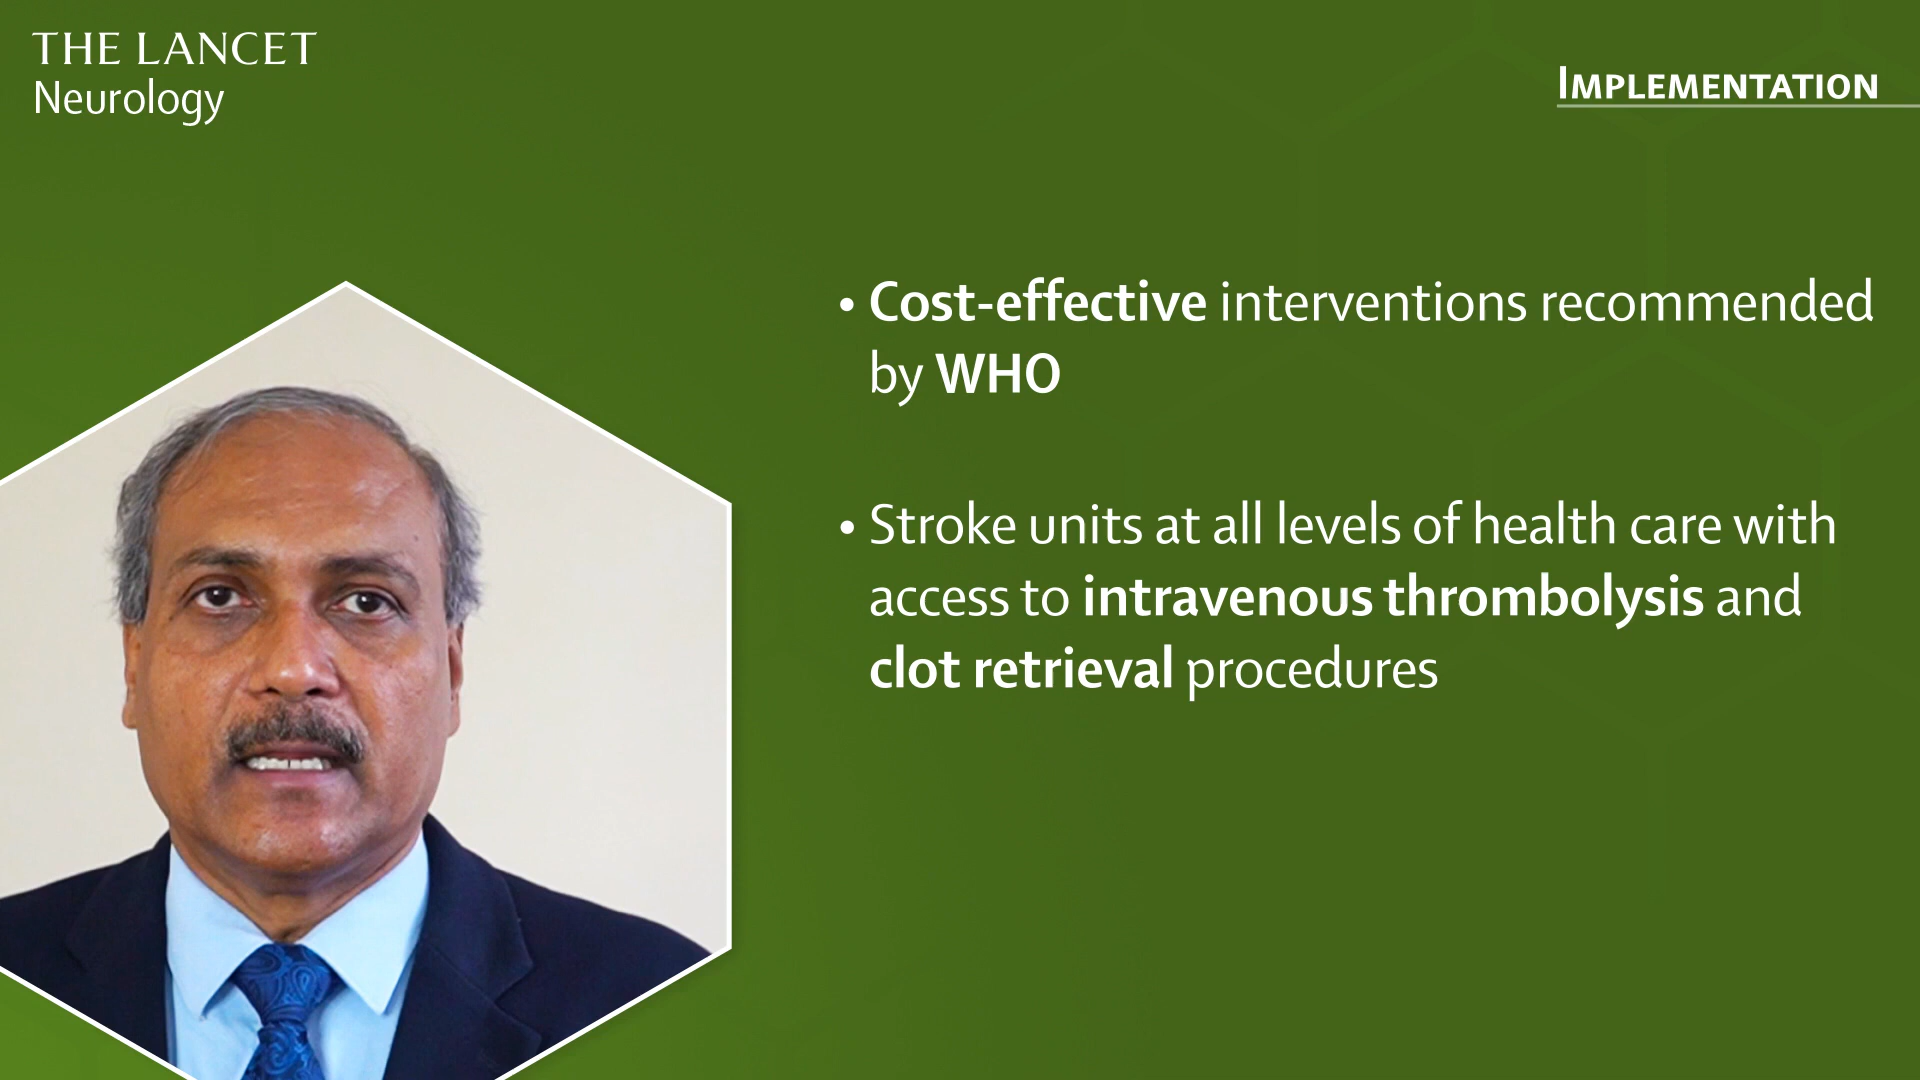 THE LANCET
Neurology
IMPLEMENTATION
• Cost-effective interventions recommended
by WHO
• Stroke units at all levels of health care with
access to intravenous thrombolysis and
clot retrieval procedures